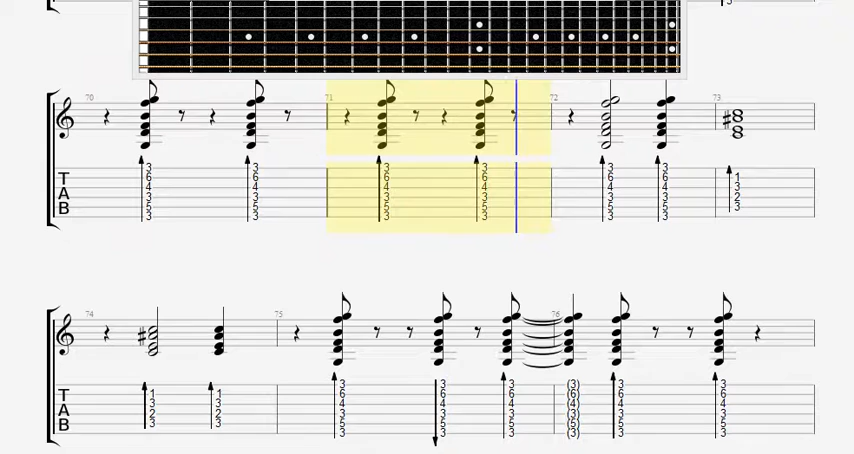 3
70 71 72 73
3 3 3 3 3 3
6 6 6 6 6 6 1
T 4 4 4 4 4 4 3
A 3 3 3 3 3 3 2
B 5 5 5 5 5 5 3
3 3 3 3 3 3
74 75 76
3 3 3 (3) 3 3
1 1 6 6 6 (6) 6 6
T 3 3 4 4 4 (4) 4 4
A 2 2 3 3 3 (3) 3 3
B 3 3 5 5 5 (5) 5 5
3 3 3 (3) 3 3